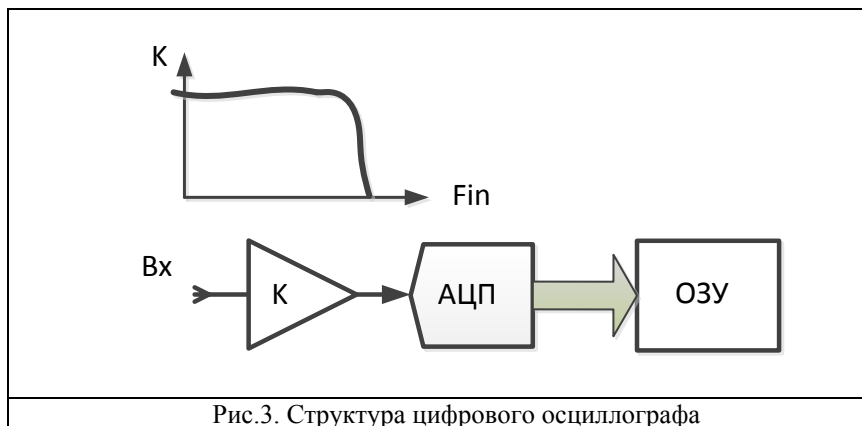 K
Fin
Вх
K
АЦП
ОЗУ
Рис.3. Структура цифрового осциллографа